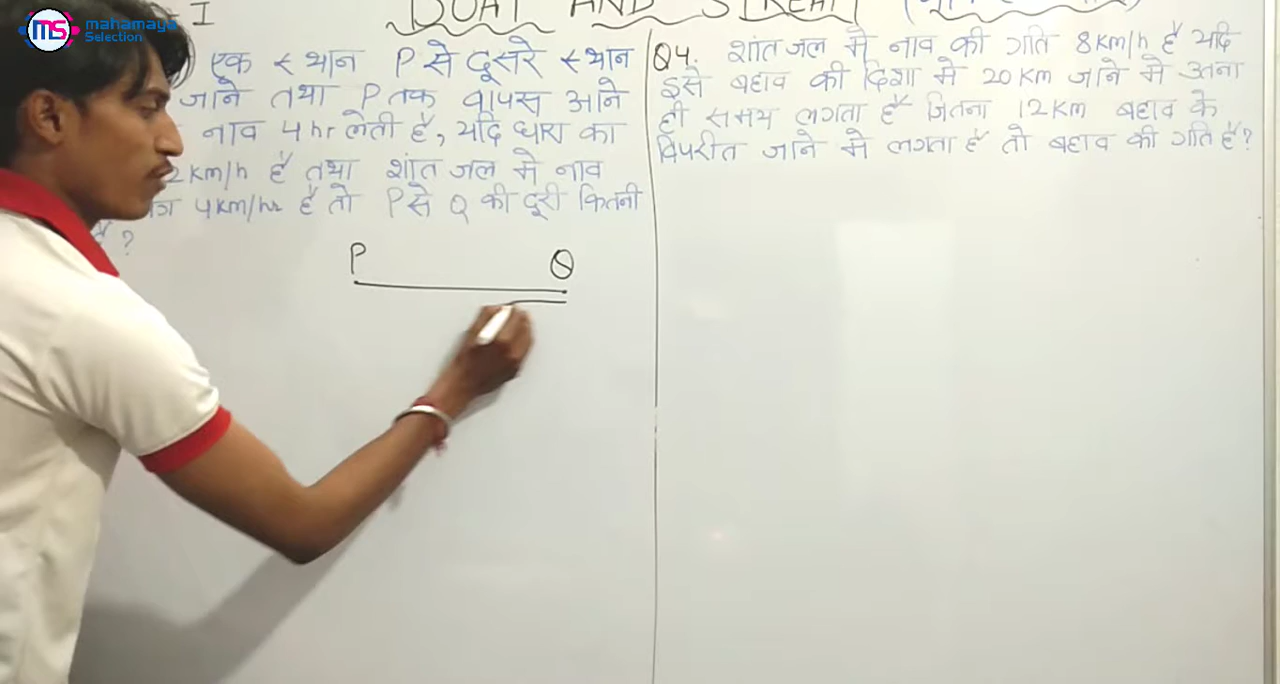 mahamaya
Selection
I BOAT AND STREAM
एक स्थान P से दूसरे स्थान
जाने तथा P तक वापस आने
नाव 4 hr लेती है, यदि धारा का
2 km/h है तथा शांत जल मे नाव
4 km/hr है तो P से Q की दूरी कितनी
है ?
P Q
Q4. शांत जल मे नाव की गति 8 km/h है यदि
इसे बहाव की दिशा मे 20 Km जाने मे उतना
ही समय लगता है जितना 12 Km बहाव के
विपरीत जाने मे लगता है तो बहाव की गति है ?